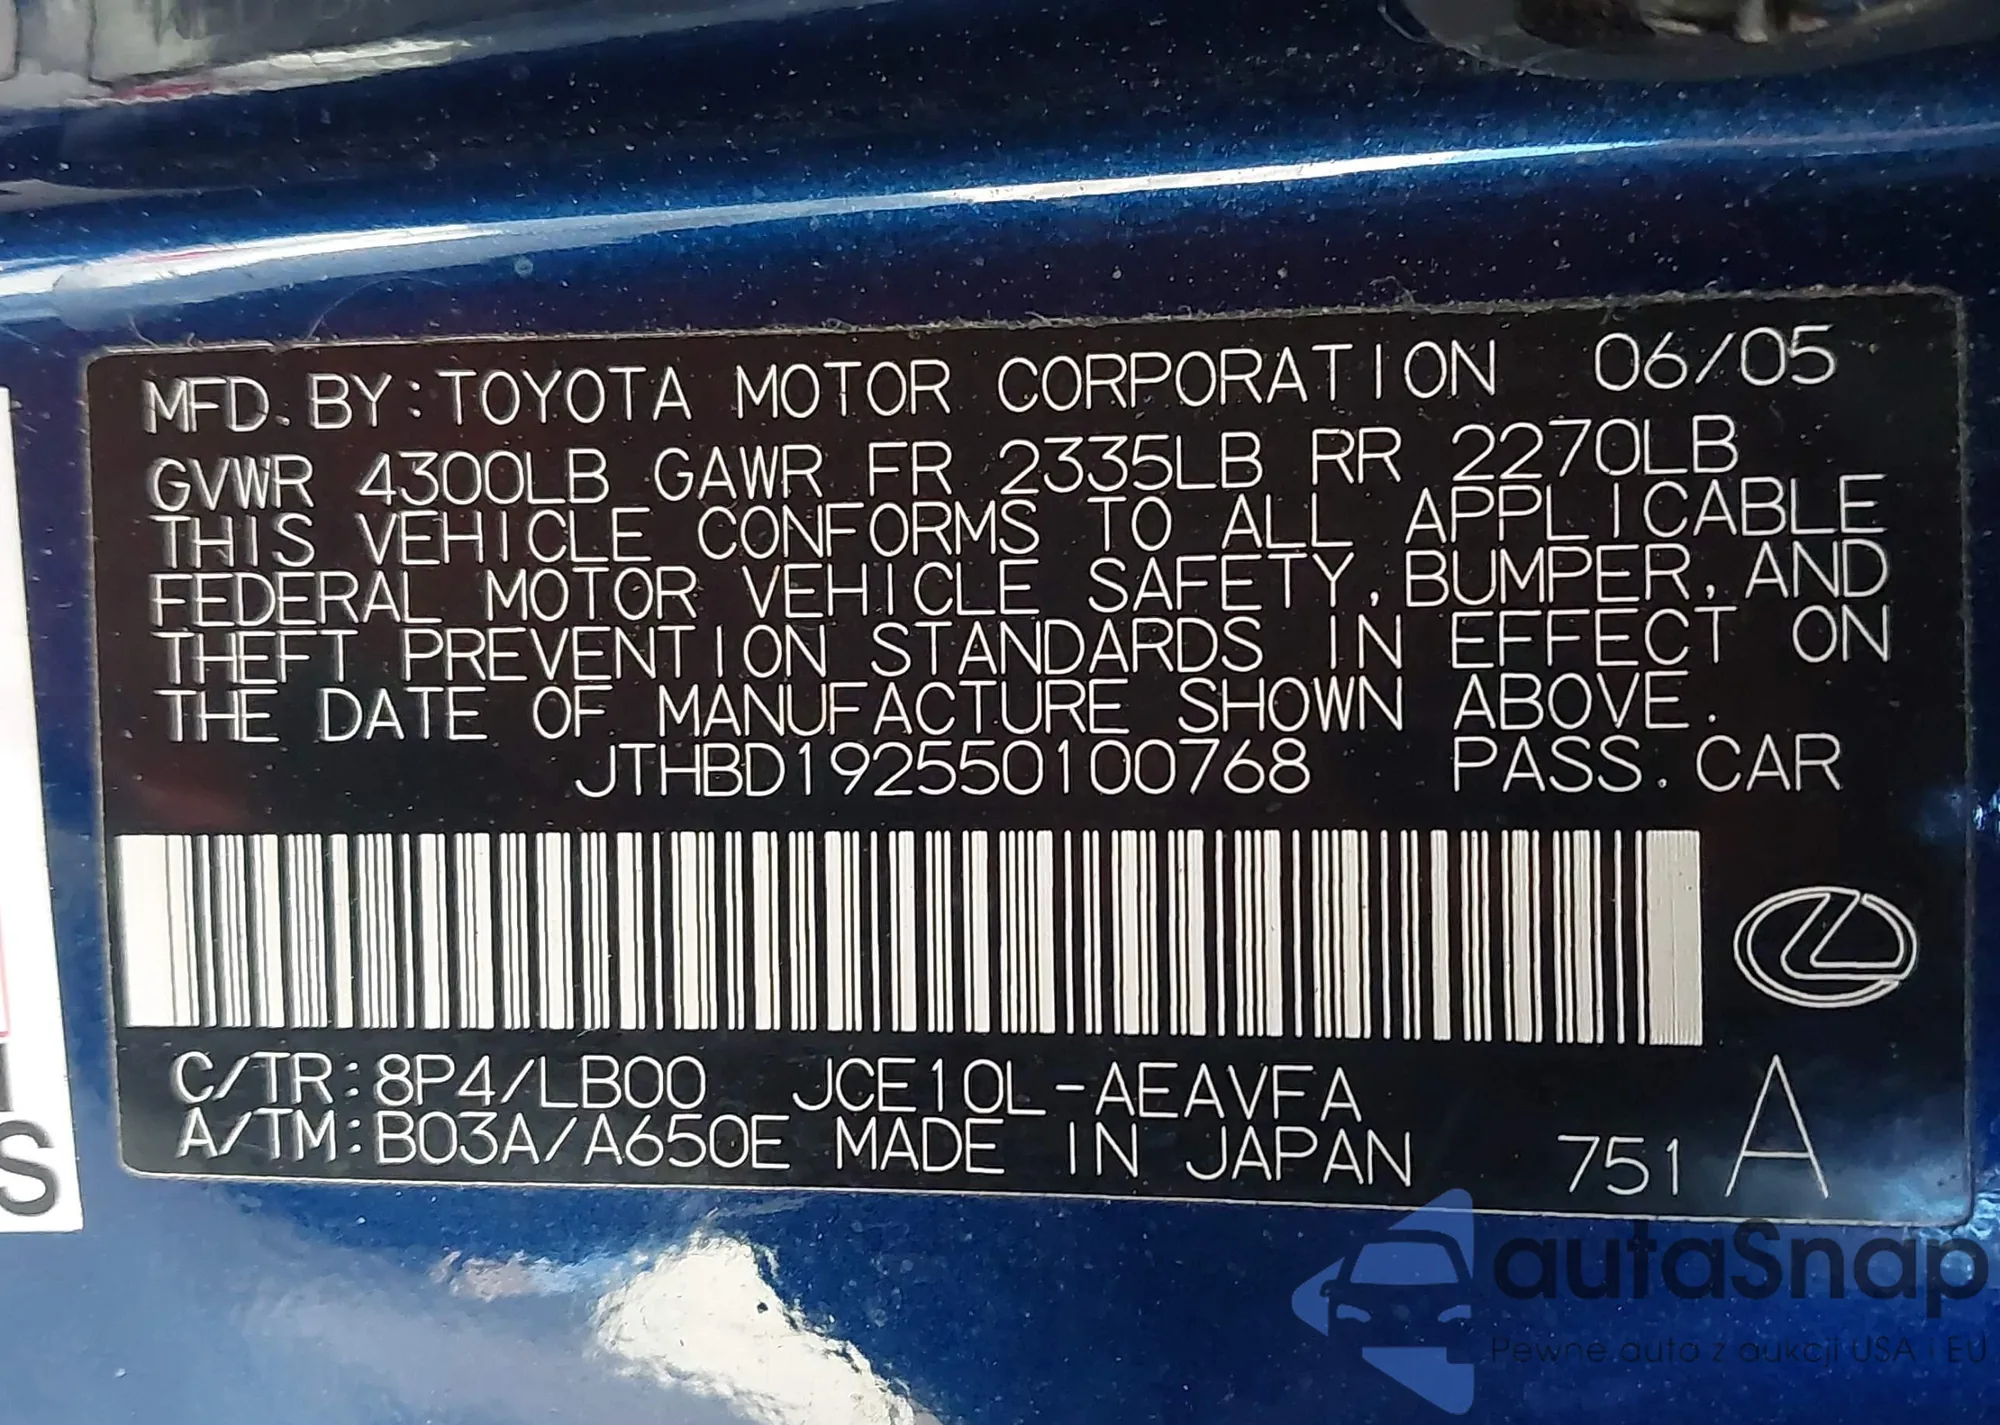 MFD. BY: TOYOTA MOTOR CORPORATION 06/05
GVWR 4300LB GAWR FR 2335LB RR 2270LB
THIS VEHICLE CONFORMS TO ALL APPLICABLE
FEDERAL MOTOR VEHICLE SAFETY, BUMPER, AND
THEFT PREVENTION STANDARDS IN EFFECT ON
THE DATE OF MANUFACTURE SHOWN ABOVE.
JTHBD192550100768 PASS. CAR
C/TR: 8P4/LB00 JCE10L-AEAVFA
A/TM: B03A/A650E MADE IN JAPAN 751 A
S
autaSnap
Pewne auta z aukcji USA i EU